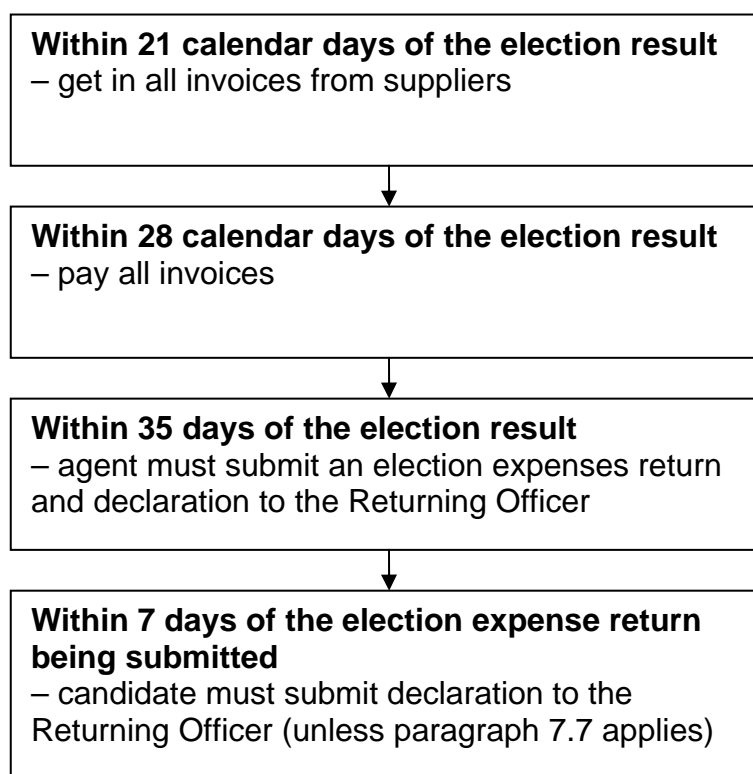 Within 21 calendar days of the election result
– get in all invoices from suppliers
Within 28 calendar days of the election result
– pay all invoices
Within 35 days of the election result
– agent must submit an election expenses return
and declaration to the Returning Officer
Within 7 days of the election expense return
being submitted
– candidate must submit declaration to the
Returning Officer (unless paragraph 7.7 applies)